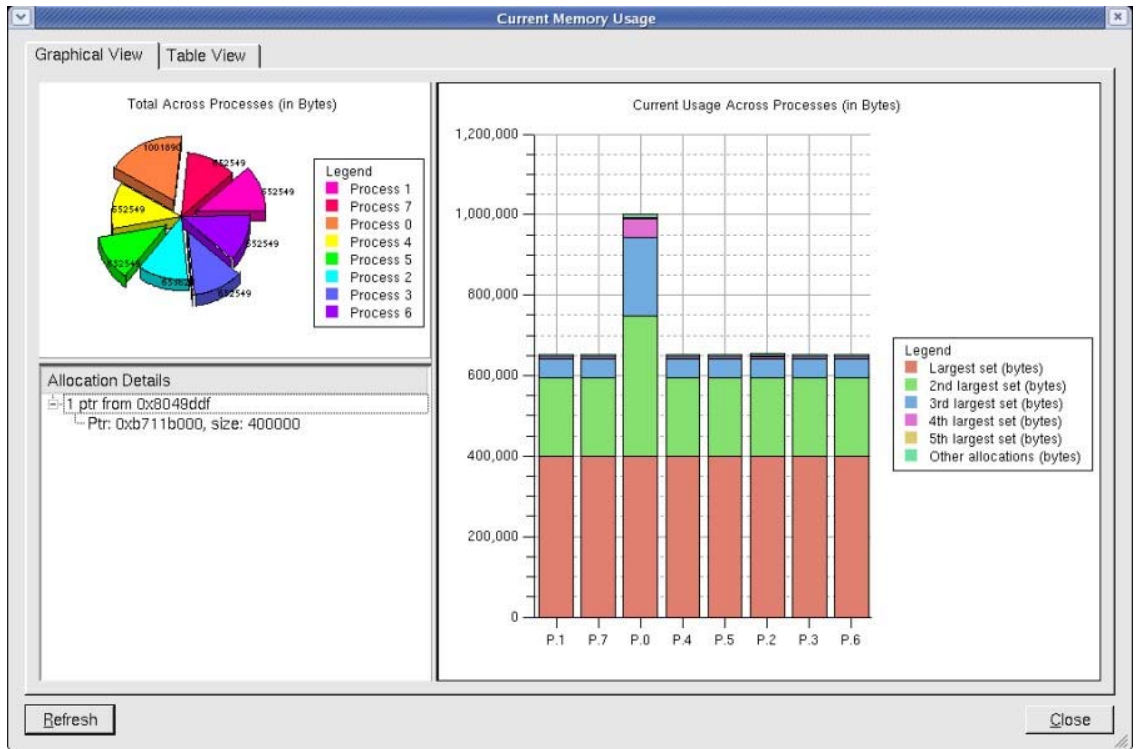 Current Memory Usage
Graphical View
Table View
Total Across Processes (in Bytes)
1001890
652549
652549
652549
652549
652549
652549
Legend
Process 1
Process 7
Process 0
Process 4
Process 5
Process 2
Process 3
Process 6
Allocation Details
1 ptr from 0x8049ddf
Ptr: 0xb711b000, size: 400000
Current Usage Across Processes (in Bytes)
1,200,000
1,000,000
800,000
600,000
400,000
200,000
0
P.1 P.7 P.0 P.4 P.5 P.2 P.3 P.6
Legend
Largest set (bytes)
2nd largest set (bytes)
3rd largest set (bytes)
4th largest set (bytes)
5th largest set (bytes)
Other allocations (bytes)
Refresh
Close